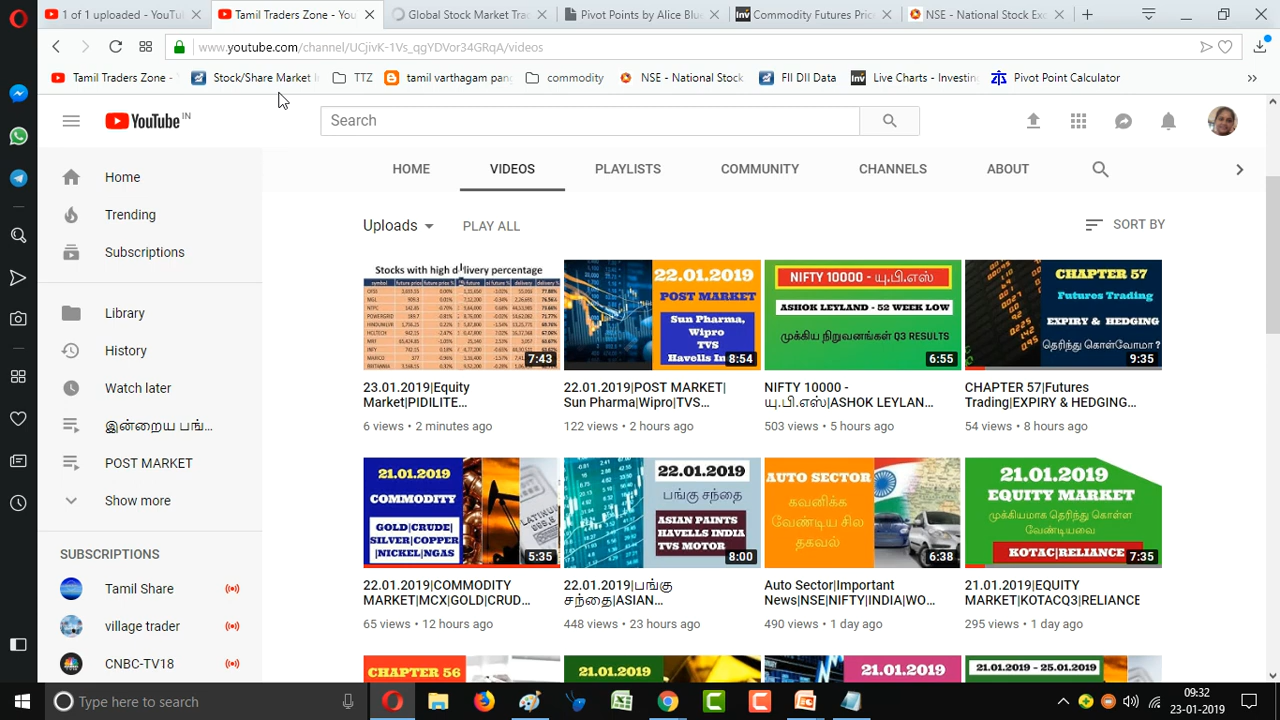 1 of 1 uploaded - YouTu
Tamil Traders Zone - You
Global Stock Market Trac
Pivot Points by Alice Blu
Commodity Futures Price
NSE - National Stock Exc
www.youtube.com/channel/UCjivK-1Vs_qgYDVor34GRqA/videos
Tamil Traders Zone -
Stock/Share Market I
TTZ
tamil varthagam pan
commodity
NSE - National Stock
FII DII Data
Live Charts - Investin
Pivot Point Calculator
YouTube IN
Search
HOME
VIDEOS
PLAYLISTS
COMMUNITY
CHANNELS
ABOUT
Home
Trending
Subscriptions
Library
History
Watch later
இன்றைய பங்...
POST MARKET
Show more
SUBSCRIPTIONS
Tamil Share
village trader
CNBC-TV18
Uploads
PLAY ALL
SORT BY
Stocks with high delivery percentage
7:43
23.01.2019|Equity
Market|PIDILITE...
6 views • 2 minutes ago
22.01.2019
POST MARKET
Sun Pharma,
Wipro
TVS
Havells In
8:54
22.01.2019|POST MARKET|
Sun Pharma|Wipro|TVS...
122 views • 2 hours ago
NIFTY 10000 - யு.பி.எஸ்
ASHOK LEYLAND - 52 WEEK LOW
முக்கிய நிறுவனங்கள் Q3 RESULTS
6:55
NIFTY 10000 -
யு.பி.எஸ்|ASHOK LEYLAN...
503 views • 5 hours ago
CHAPTER 57
Futures Trading
EXPIRY & HEDGING
தெரிந்து கொள்வோமா ?
9:35
CHAPTER 57|Futures
Trading|EXPIRY & HEDGING...
54 views • 8 hours ago
21.01.2019
COMMODITY
GOLD|CRUDE|
SILVER|COPPER
|NICKEL|NGAS
5:35
22.01.2019|COMMODITY
MARKET|MCX|GOLD|CRUD...
65 views • 12 hours ago
22.01.2019
பங்கு சந்தை
ASIAN PAINTS
HAVELLS INDIA
TVS MOTOR
8:00
22.01.2019|பங்கு
சந்தை|ASIAN...
448 views • 23 hours ago
AUTO SECTOR
கவனிக்க
வேண்டிய சில
தகவல்
6:38
Auto Sector|Important
News|NSE|NIFTY|INDIA|WO...
490 views • 1 day ago
21.01.2019
EQUITY MARKET
முக்கியமாக தெரிந்து கொள்ள
வேண்டியவை
KOTAC|RELIANCE
7:35
21.01.2019|EQUITY
MARKET|KOTACQ3|RELIANCE
295 views • 1 day ago
CHAPTER 56
21.01.2019
21.01.2019
21.01.2019 - 25.01.2019
Type here to search
09:32
23-01-2019